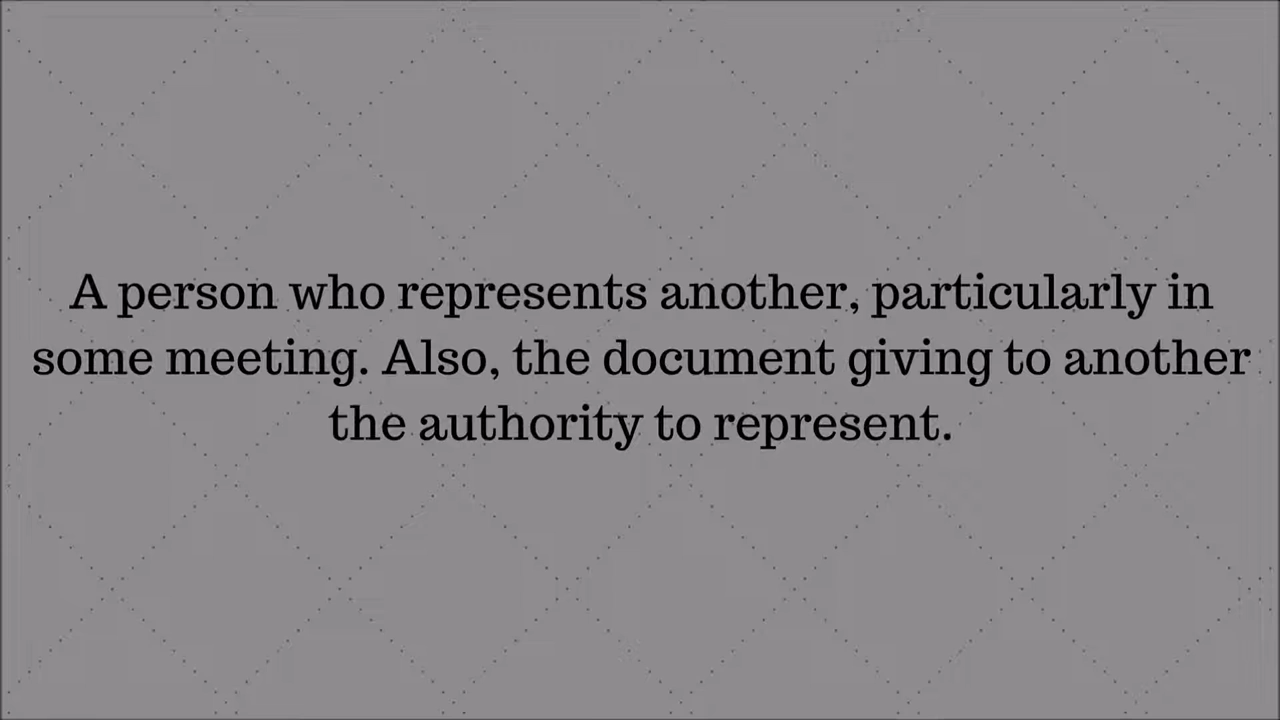 A person who represents another, particularly in
some meeting. Also, the document giving to another
the authority to represent.